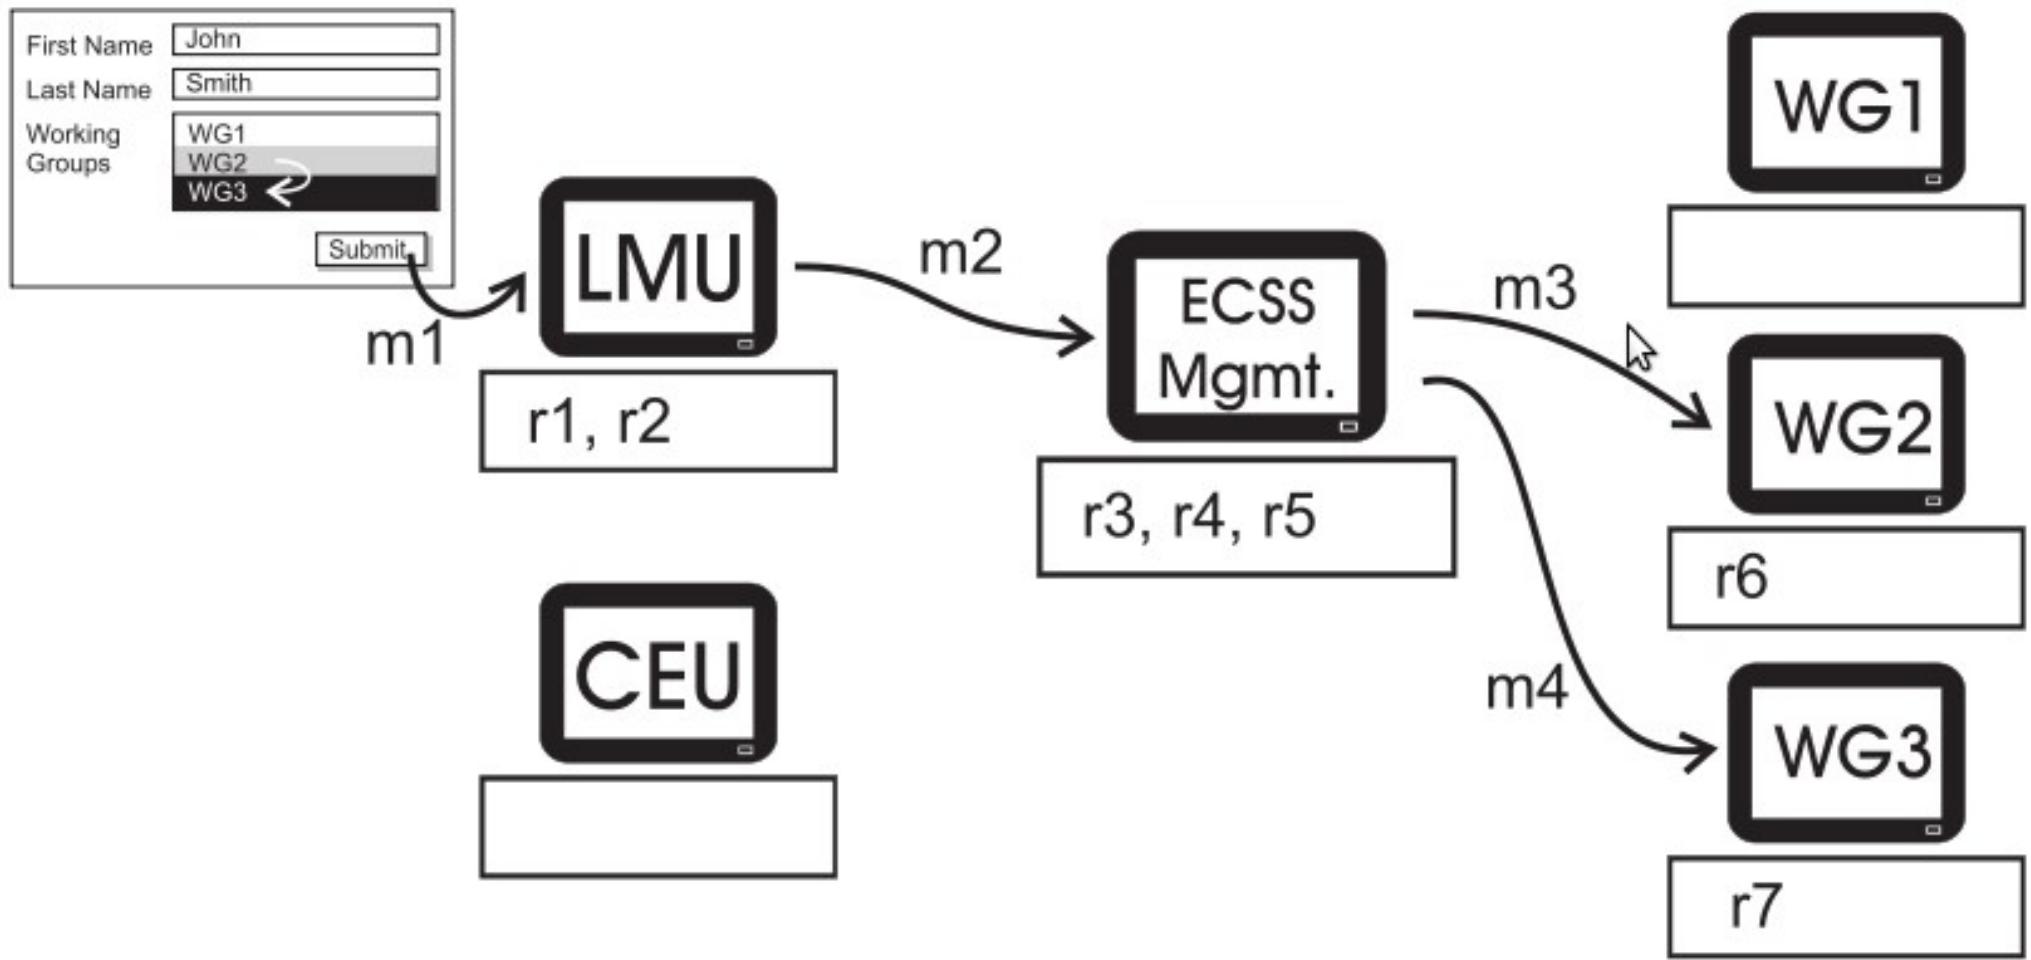 First Name John
Last Name Smith
Working Groups
WG1
WG2
WG3
Submit
m1
LMU
r1, r2
CEU
m2
ECSS
Mgmt.
r3, r4, r5
m3
m4
WG1
WG2
r6
WG3
r7